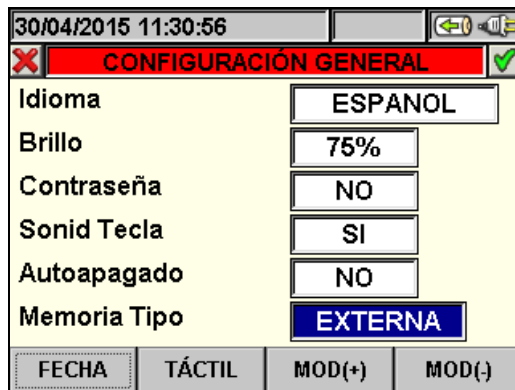 30/04/2015 11:30:56
CONFIGURACIÓN GENERAL
Idioma ESPANOL
Brillo 75%
Contraseña NO
Sonid Tecla SI
Autoapagado NO
Memoria Tipo EXTERNA
FECHA TÁCTIL MOD(+) MOD(-)